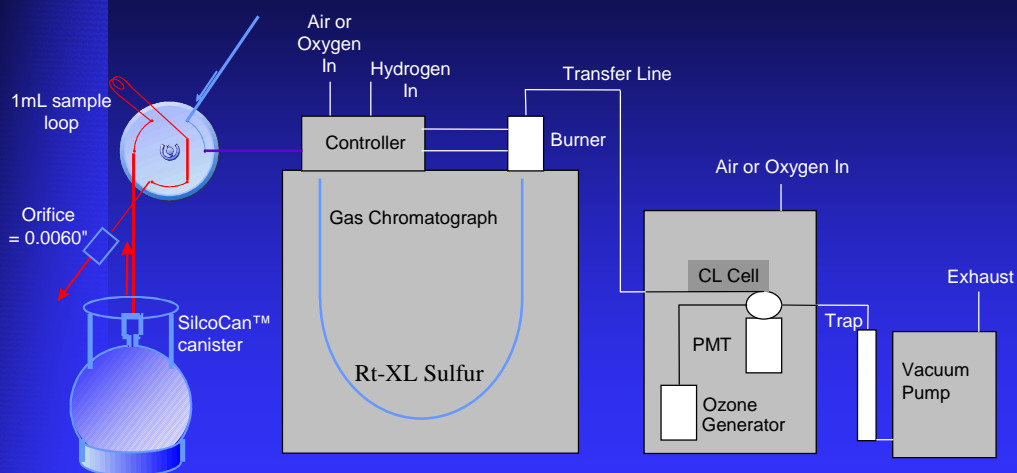 Air or
Oxygen
In
Hydrogen
In
Transfer Line
1mL sample
loop
Controller
Burner
Air or Oxygen In
Orifice
= 0.0060"
Gas Chromatograph
CL Cell
Exhaust
SilcoCan™
canister
Trap
PMT
Rt-XL Sulfur
Vacuum
Pump
Ozone
Generator